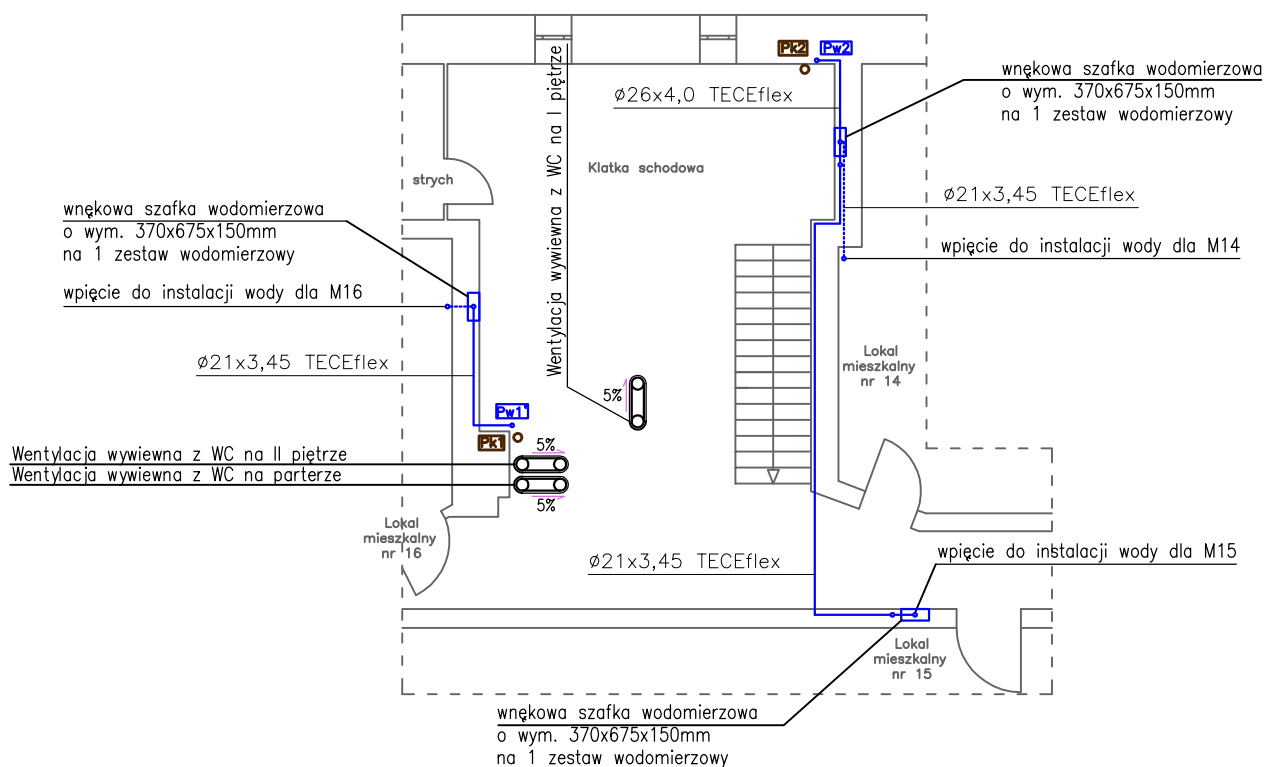 Pk2
Pw2
wnękowa szafka wodomierzowa
o wym. 370x675x150mm
na 1 zestaw wodomierzowy
ø26x4,0 TECEflex
Wentylacja wywiewna z WC na I piętrze
Klatka schodowa
strych
ø21x3,45 TECEflex
wnękowa szafka wodomierzowa
o wym. 370x675x150mm
na 1 zestaw wodomierzowy
wpięcie do instalacji wody dla M14
wpięcie do instalacji wody dla M16
ø21x3,45 TECEflex
Lokal
mieszkalny
nr 14
5%
Pw1'
Pk1
5%
Wentylacja wywiewna z WC na II piętrze
Wentylacja wywiewna z WC na parterze
5%
Lokal
mieszkalny
nr 16
ø21x3,45 TECEflex
wpięcie do instalacji wody dla M15
Lokal
mieszkalny
nr 15
wnękowa szafka wodomierzowa
o wym. 370x675x150mm
na 1 zestaw wodomierzowy